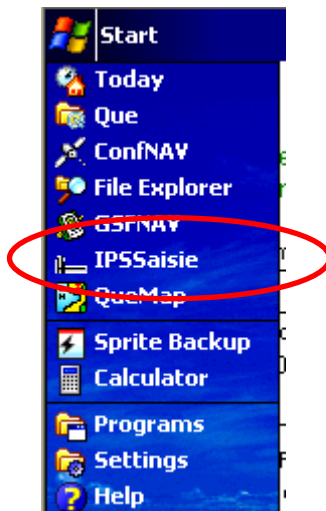 Start
Today
Que
ConfNAV
File Explorer
GSFNAV
IPSSaisie
QueMap
Sprite Backup
Calculator
Programs
Settings
Help